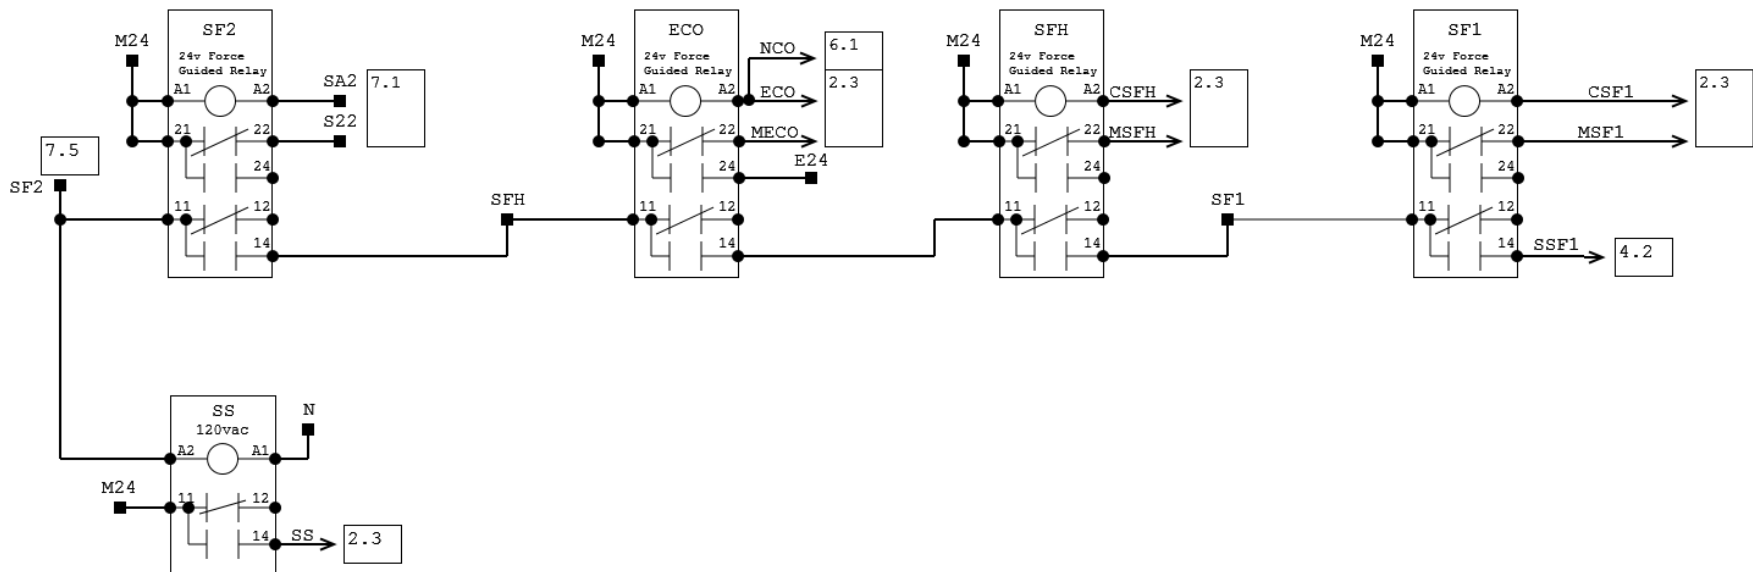 SF2
24v Force
Guided Relay
M24
A1
A2
SA2
7.1
21
22
S22
24
7.5
SF2
11
12
14
SFH
ECO
24v Force
Guided Relay
M24
NCO
6.1
A1
A2
ECO
2.3
21
22
MECO
24
E24
11
12
14
SFH
24v Force
Guided Relay
M24
A1
A2
CSFH
2.3
21
22
MSFH
24
11
12
14
SF1
SF1
24v Force
Guided Relay
M24
A1
A2
CSF1
2.3
21
22
MSF1
24
11
12
14
SSF1
4.2
SS
120vac
N
A2
A1
M24
11
12
14
SS
2.3